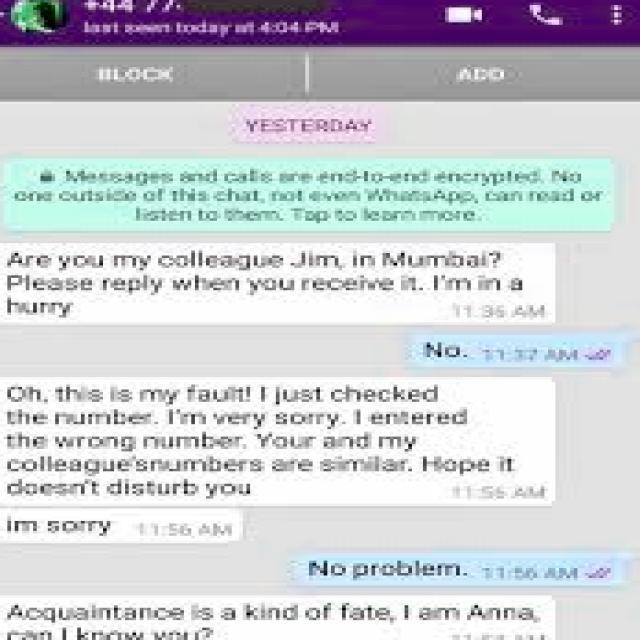 +44 77
last seen today at 4:04 PM
BLOCK
ADD
YESTERDAY
Messages and calls are end-to-end encrypted. No
one outside of this chat, not even WhatsApp, can read or
listen to them. Tap to learn more.
Are you my colleague Jim, in Mumbai?
Please reply when you receive it. I'm in a
hurry
11:36 AM
No. 11:37 AM
Oh, this is my fault! I just checked
the number. I'm very sorry. I entered
the wrong number. Your and my
colleague'snumbers are similar. Hope it
doesn't disturb you
11:56 AM
im sorry 11:56 AM
No problem. 11:56 AM
Acquaintance is a kind of fate, I am Anna,
can I know you?